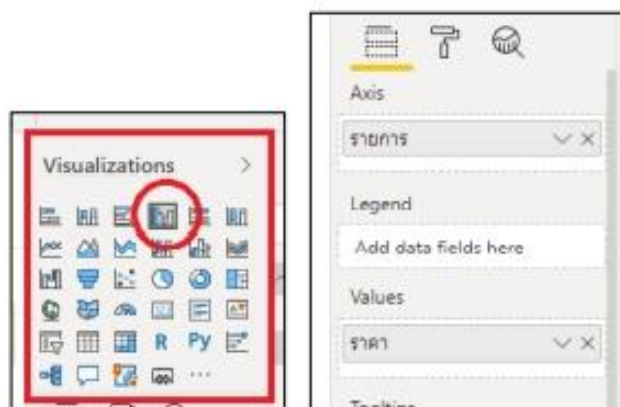 Visualizations
R Py
Axis
รายการ
Legend
Add data fields here
Values
ราคา
Tooltips